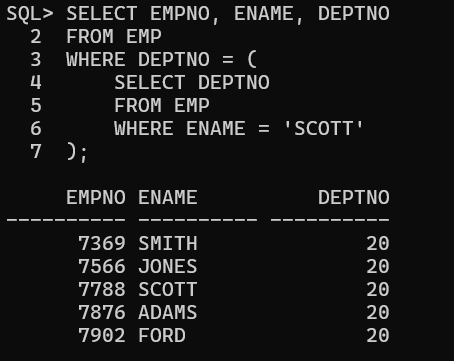 SQL> SELECT EMPNO, ENAME, DEPTNO
  2  FROM EMP
  3  WHERE DEPTNO = (
  4      SELECT DEPTNO
  5      FROM EMP
  6      WHERE ENAME = 'SCOTT'
  7  );

     EMPNO ENAME          DEPTNO
---------- ---------- ----------
      7369 SMITH              20
      7566 JONES              20
      7788 SCOTT              20
      7876 ADAMS              20
      7902 FORD               20